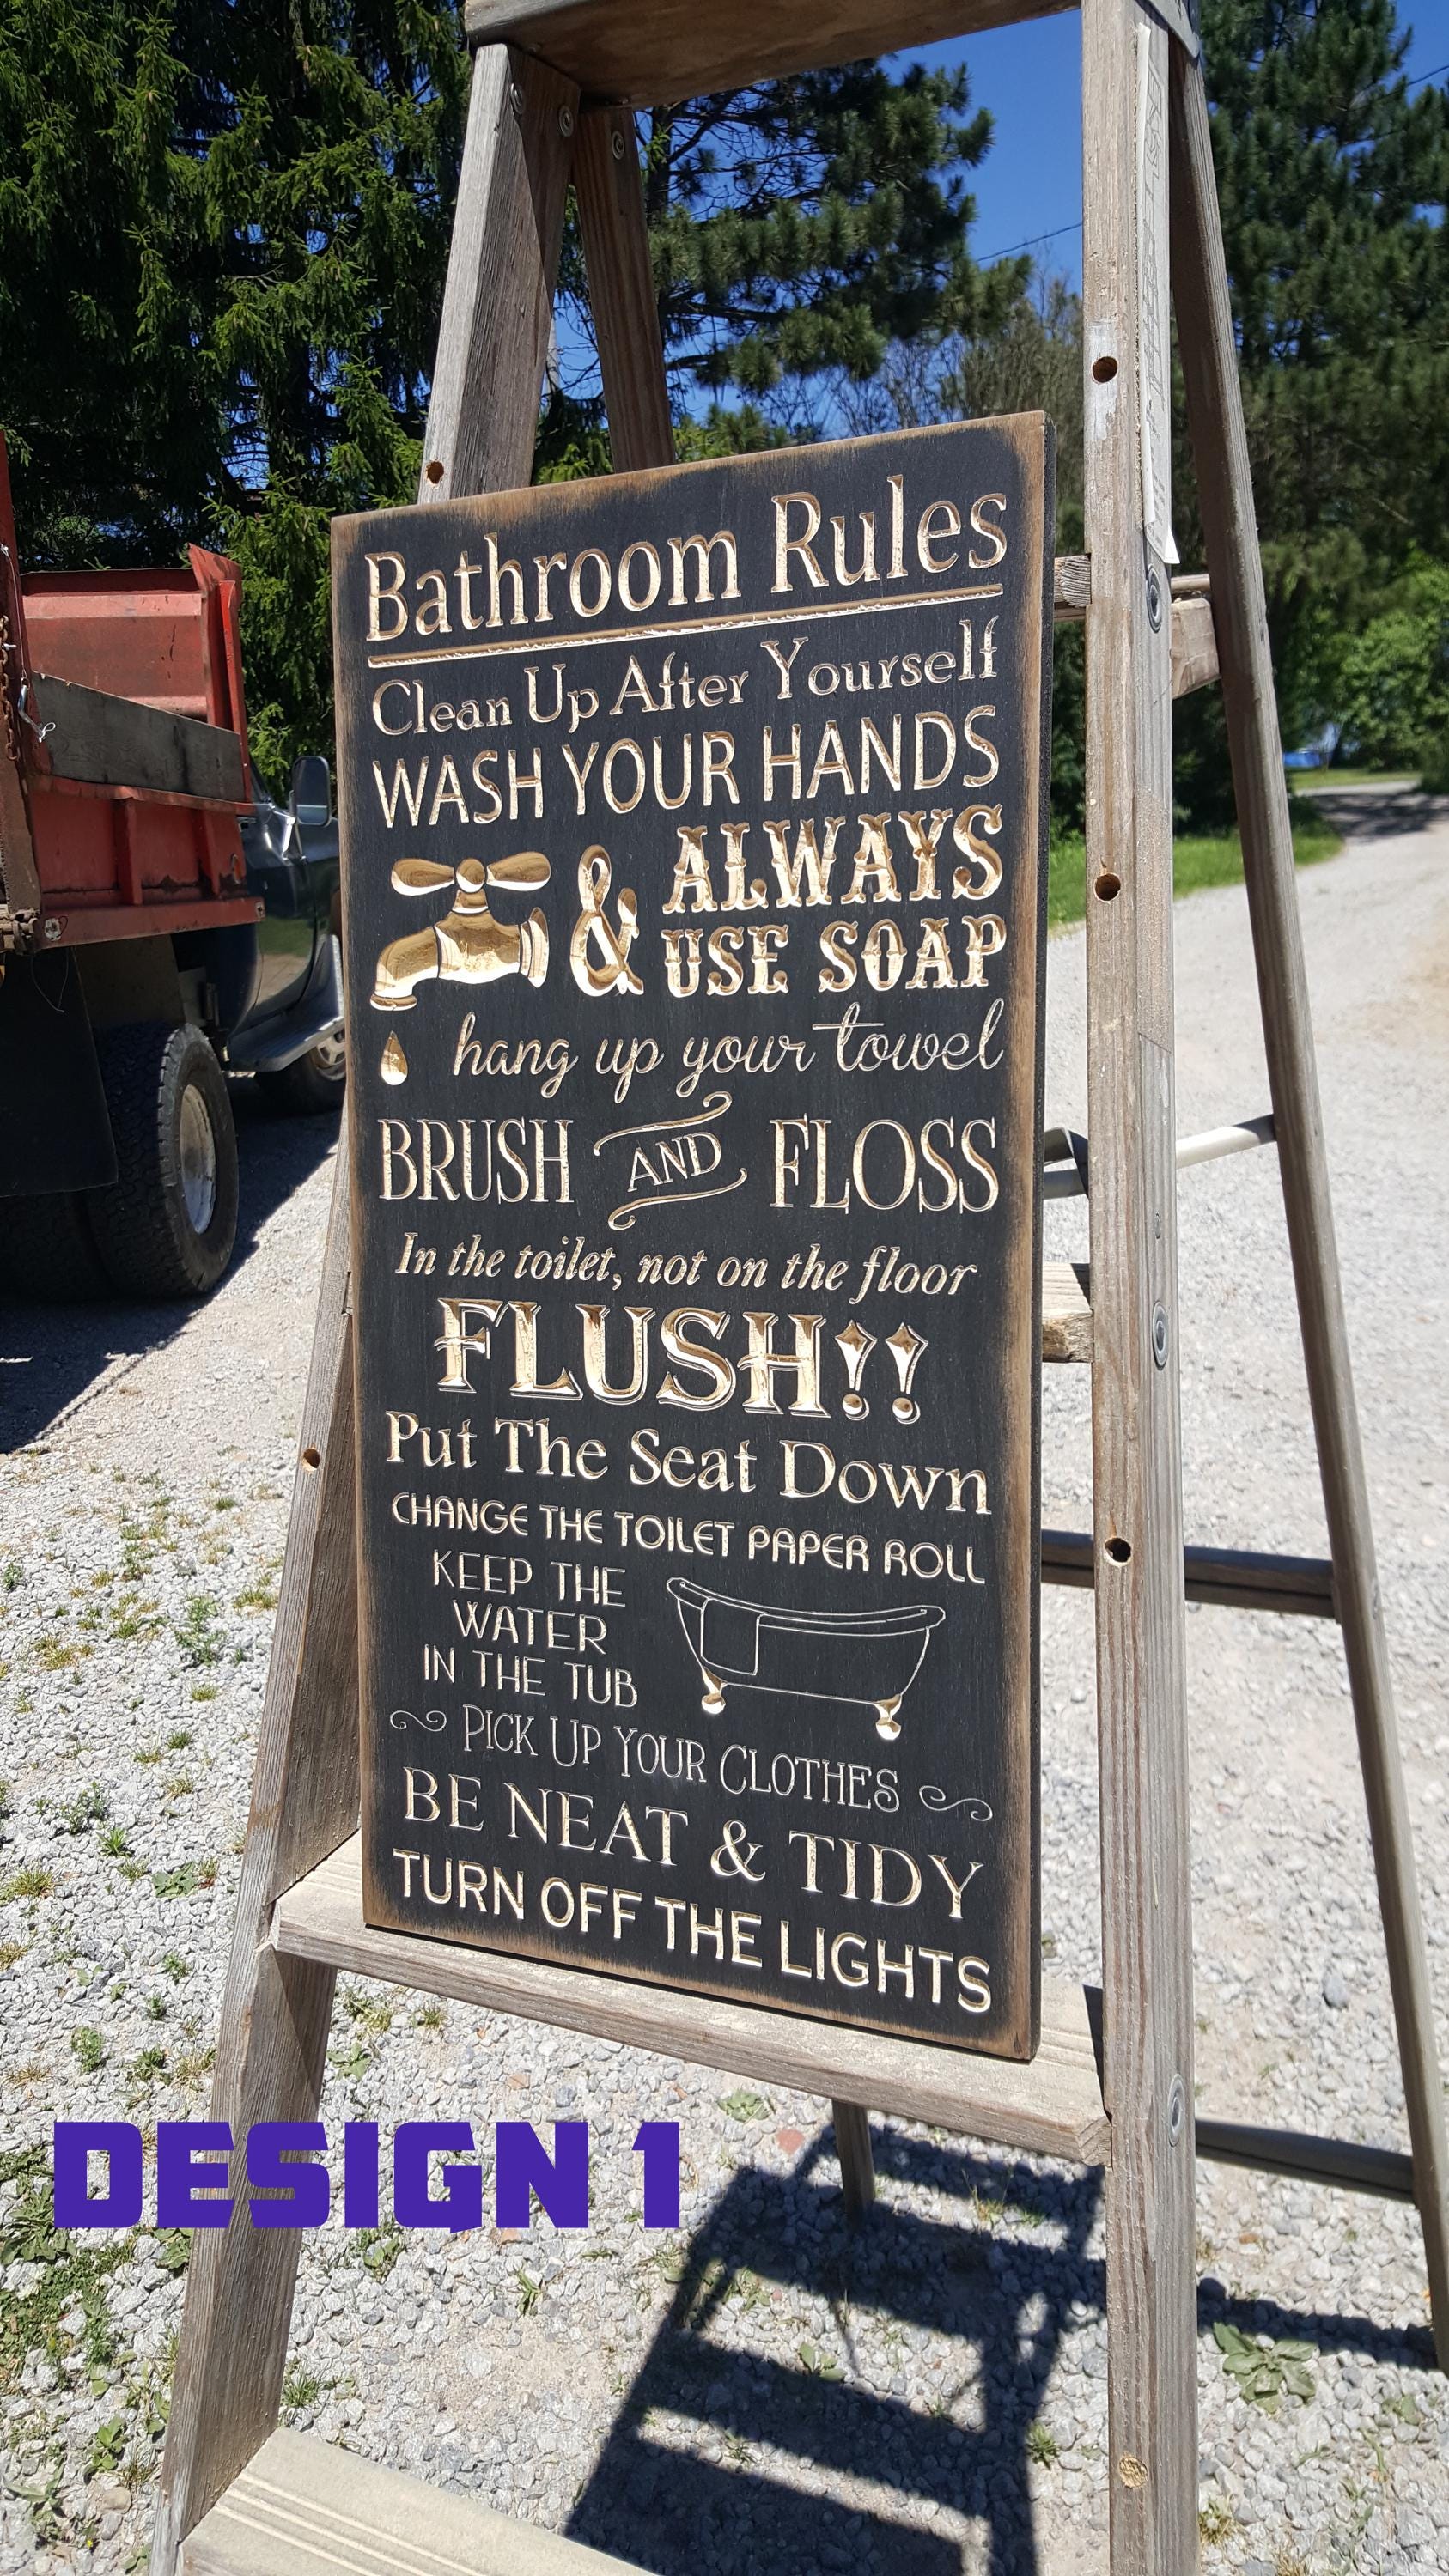 Bathroom Rules
Clean Up After Yourself
WASH YOUR HANDS
& ALWAYS
USE SOAP
hang up your towel
BRUSH AND FLOSS
In the toilet, not on the floor
FLUSH!!
Put The Seat Down
CHANGE THE TOILET PAPER ROLL
KEEP THE
WATER
IN THE TUB
PICK UP YOUR CLOTHES
BE NEAT & TIDY
TURN OFF THE LIGHTS
DESIGN 1